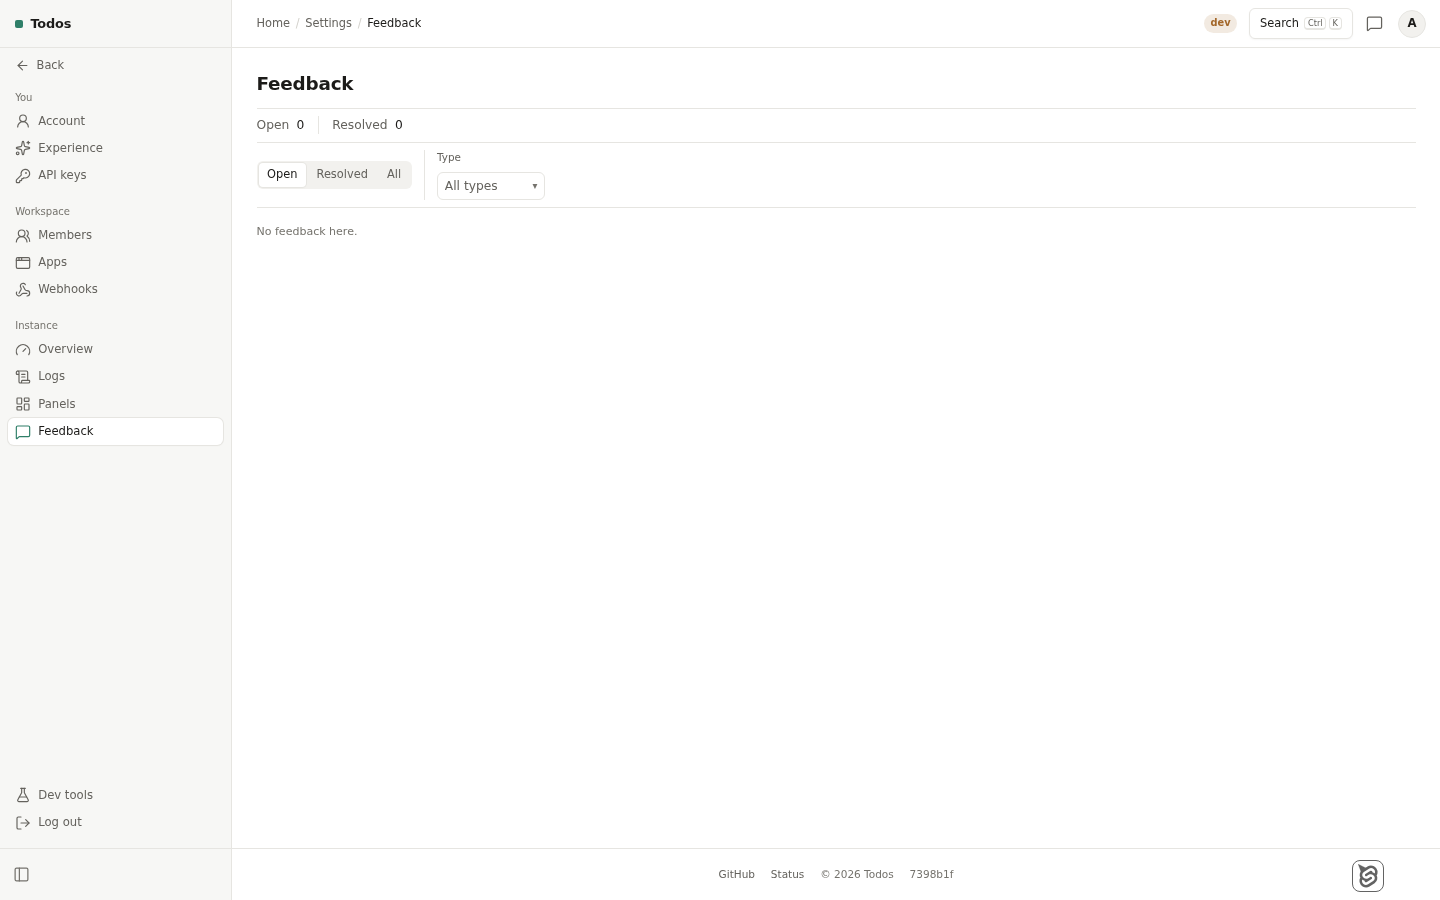 Todos
Home / Settings / Feedback
dev
Search Ctrl K
A
Back
You
Account
Experience
API keys
Workspace
Members
Apps
Webhooks
Instance
Overview
Logs
Panels
Feedback
Dev tools
Log out
Feedback
Open 0
Resolved 0
Open
Resolved
All
Type
All types
No feedback here.
GitHub
Status
© 2026 Todos
7398b1f